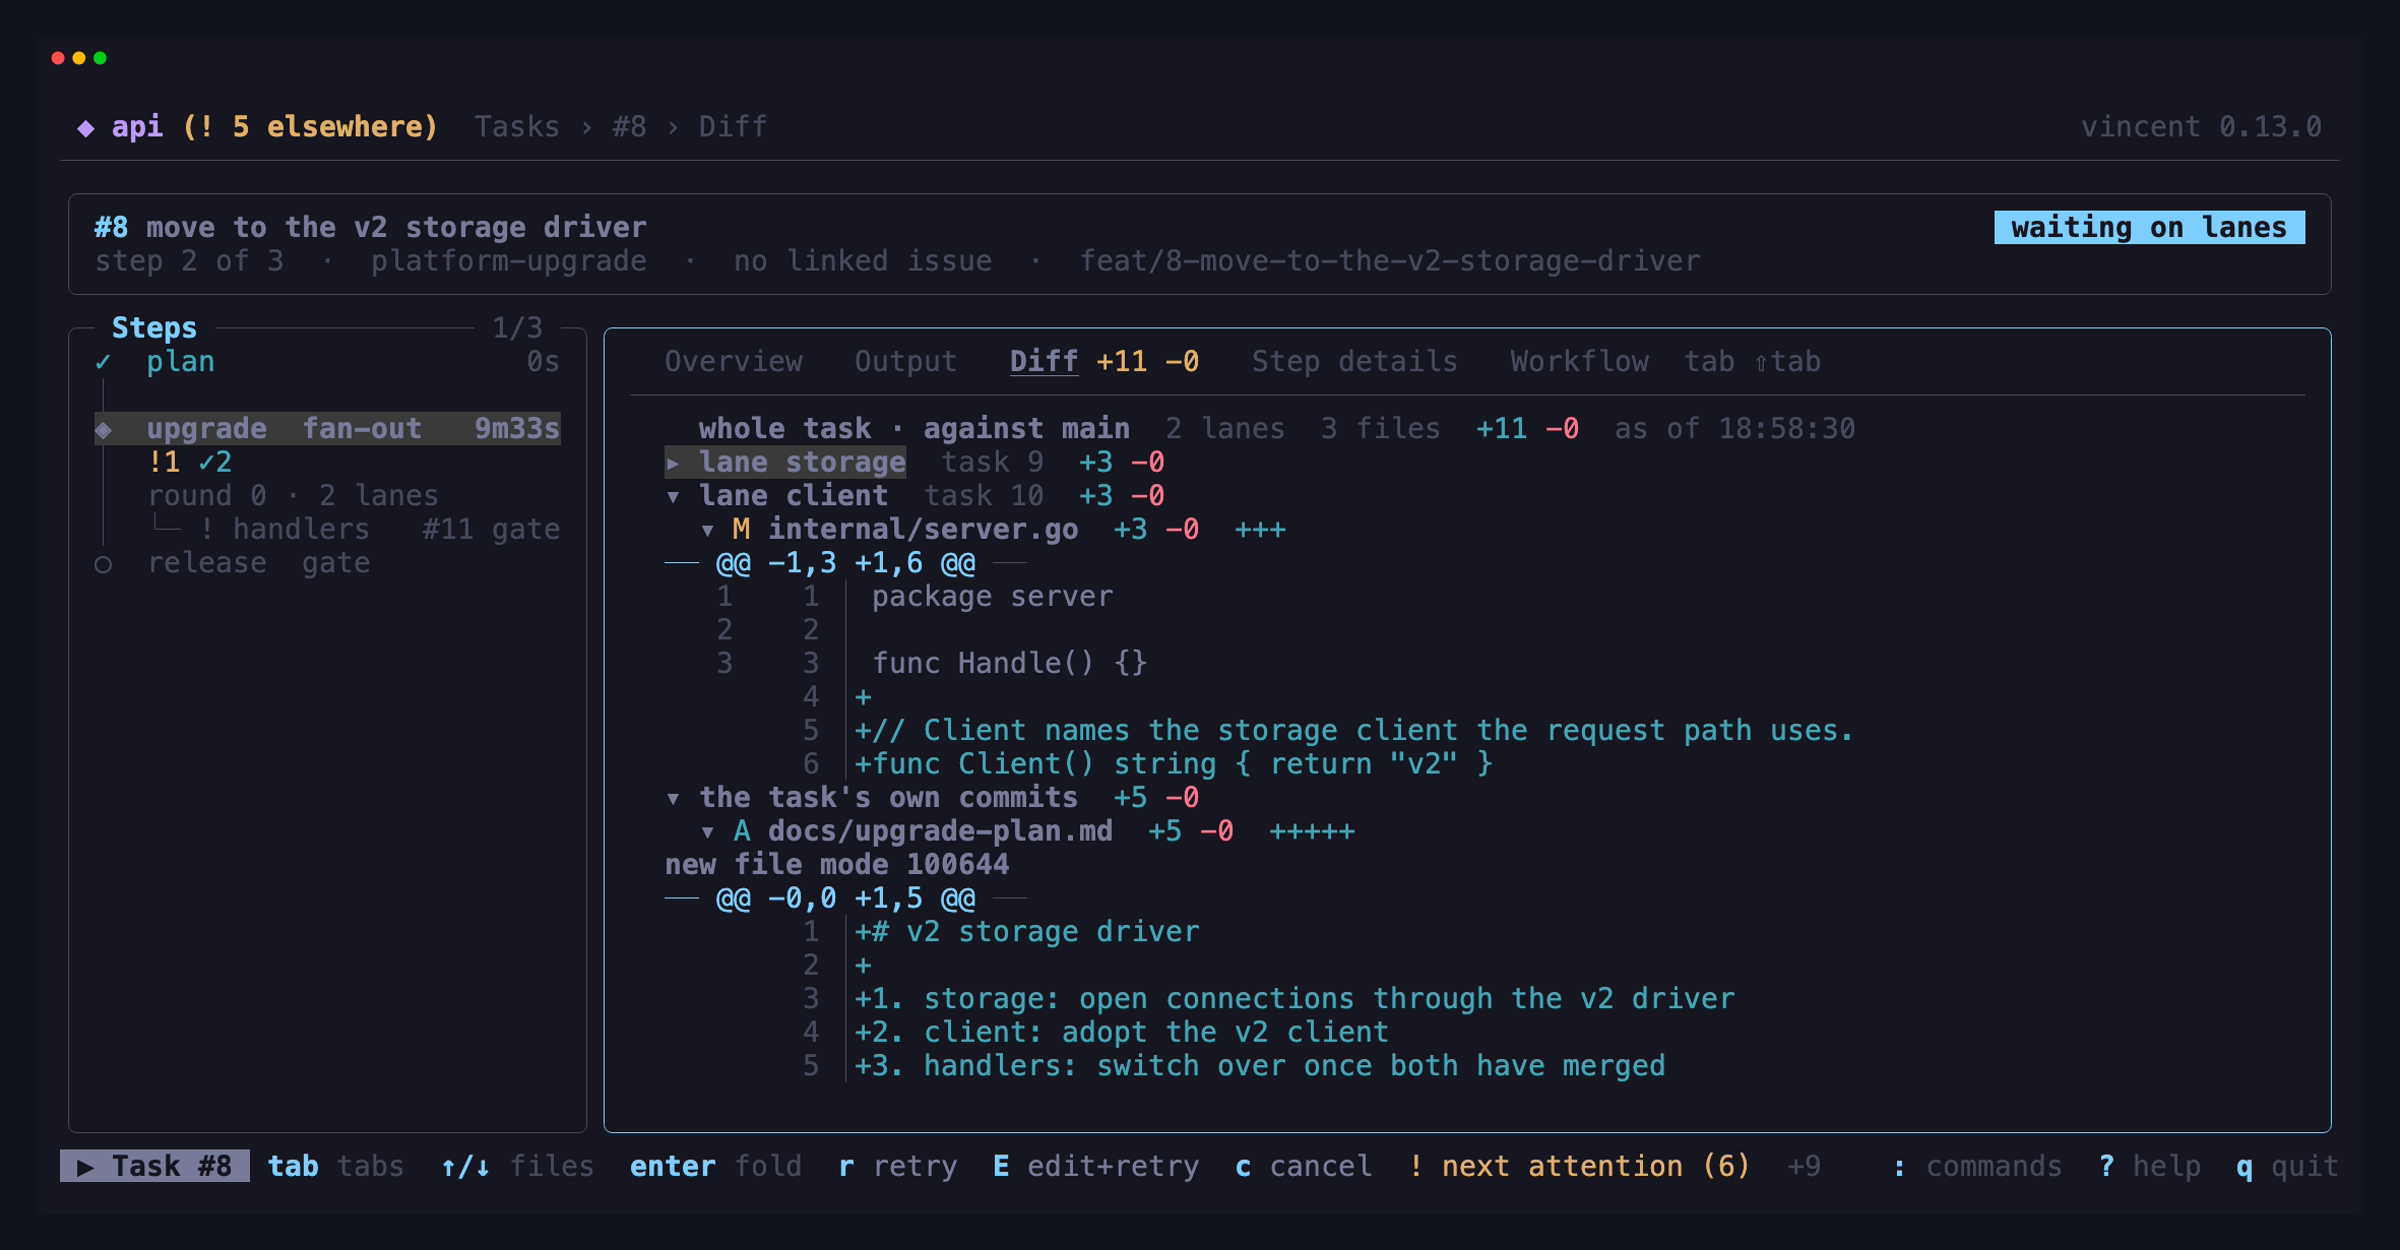 ◆ api (! 5 elsewhere)  Tasks › #8 › Diff  vincent 0.13.0
#8 move to the v2 storage driver  waiting on lanes
step 2 of 3 · platform-upgrade · no linked issue · feat/8-move-to-the-v2-storage-driver
Steps 1/3
✓ plan 0s
◈ upgrade fan-out 9m33s
!1 ✓2
round 0 · 2 lanes
└─ ! handlers #11 gate
○ release gate
Overview Output Diff +11 −0 Step details Workflow tab ⇧tab
whole task · against main 2 lanes 3 files +11 −0 as of 18:58:30
▸ lane storage task 9 +3 −0
▾ lane client task 10 +3 −0
▾ M internal/server.go +3 −0 +++
── @@ −1,3 +1,6 @@ ──
1 1 │ package server
2 2 │
3 3 │ func Handle() {}
4 │+
5 │+// Client names the storage client the request path uses.
6 │+func Client() string { return "v2" }
▾ the task's own commits +5 −0
▾ A docs/upgrade-plan.md +5 −0 +++++
new file mode 100644
── @@ −0,0 +1,5 @@ ──
1 │+# v2 storage driver
2 │+
3 │+1. storage: open connections through the v2 driver
4 │+2. client: adopt the v2 client
5 │+3. handlers: switch over once both have merged
▶ Task #8 tab tabs ↑/↓ files enter fold r retry E edit+retry c cancel ! next attention (6) +9 : commands ? help q quit